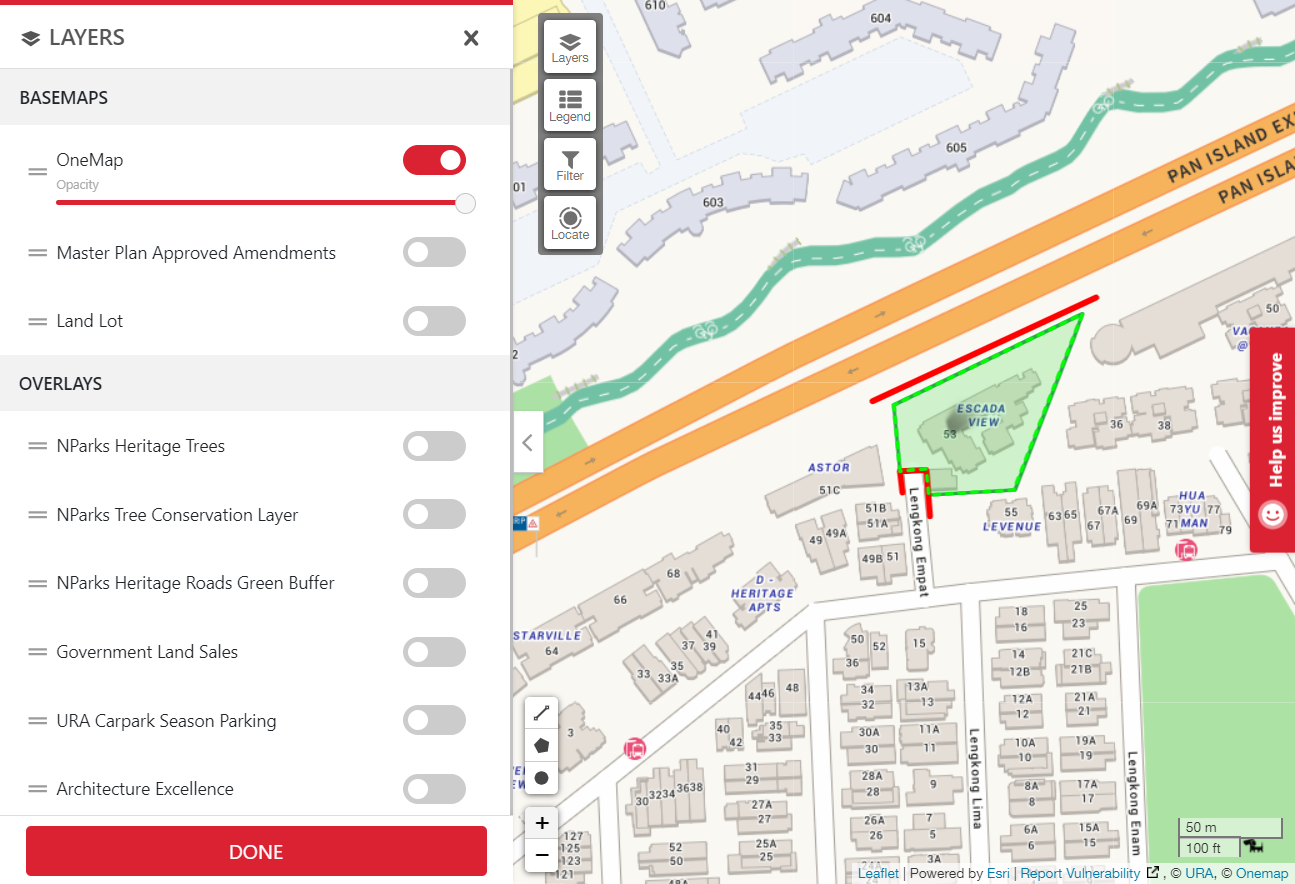 LAYERS
BASEMAPS
OneMap
Opacity
Master Plan Approved Amendments
Land Lot
OVERLAYS
NParks Heritage Trees
NParks Tree Conservation Layer
NParks Heritage Roads Green Buffer
Government Land Sales
URA Carpark Season Parking
Architecture Excellence
DONE
Layers
Legend
Filter
Locate
610
604
605
603
01
2
PAN ISLAND EX
PAN ISLA
50
ESCADA
VIEW
53
36
38
Help us improve
ASTOR
51C
51B
51A
49
49A
49B
51
Lengkong Empat
55
LEVENUE
63
65
67A
67
69A
69
HUA
73
YU
77
71
MAN
79
68
66
D -
HERITAGE
APTS
STARVILLE
64
41
37
39
35
33
33A
50
52
36
15
18
16
25
23
14
12B
21C
21B
34
32
13A
13
12A
12
21A
21
44
46
48
40
42
35
33
3
30A
30
11A
11
10A
10
19A
19
31
29
28A
28
9
8A
8
17A
17
30
32
34
36
38
27A
27
26A
26
7
5
6A
6
15A
15
127
125
123
121
52
50
25A
25
24A
24
3A
Lengkong Lima
Lengkong Enam
+
−
50 m
100 ft
Leaflet | Powered by Esri | Report Vulnerability , © URA, © Onemap